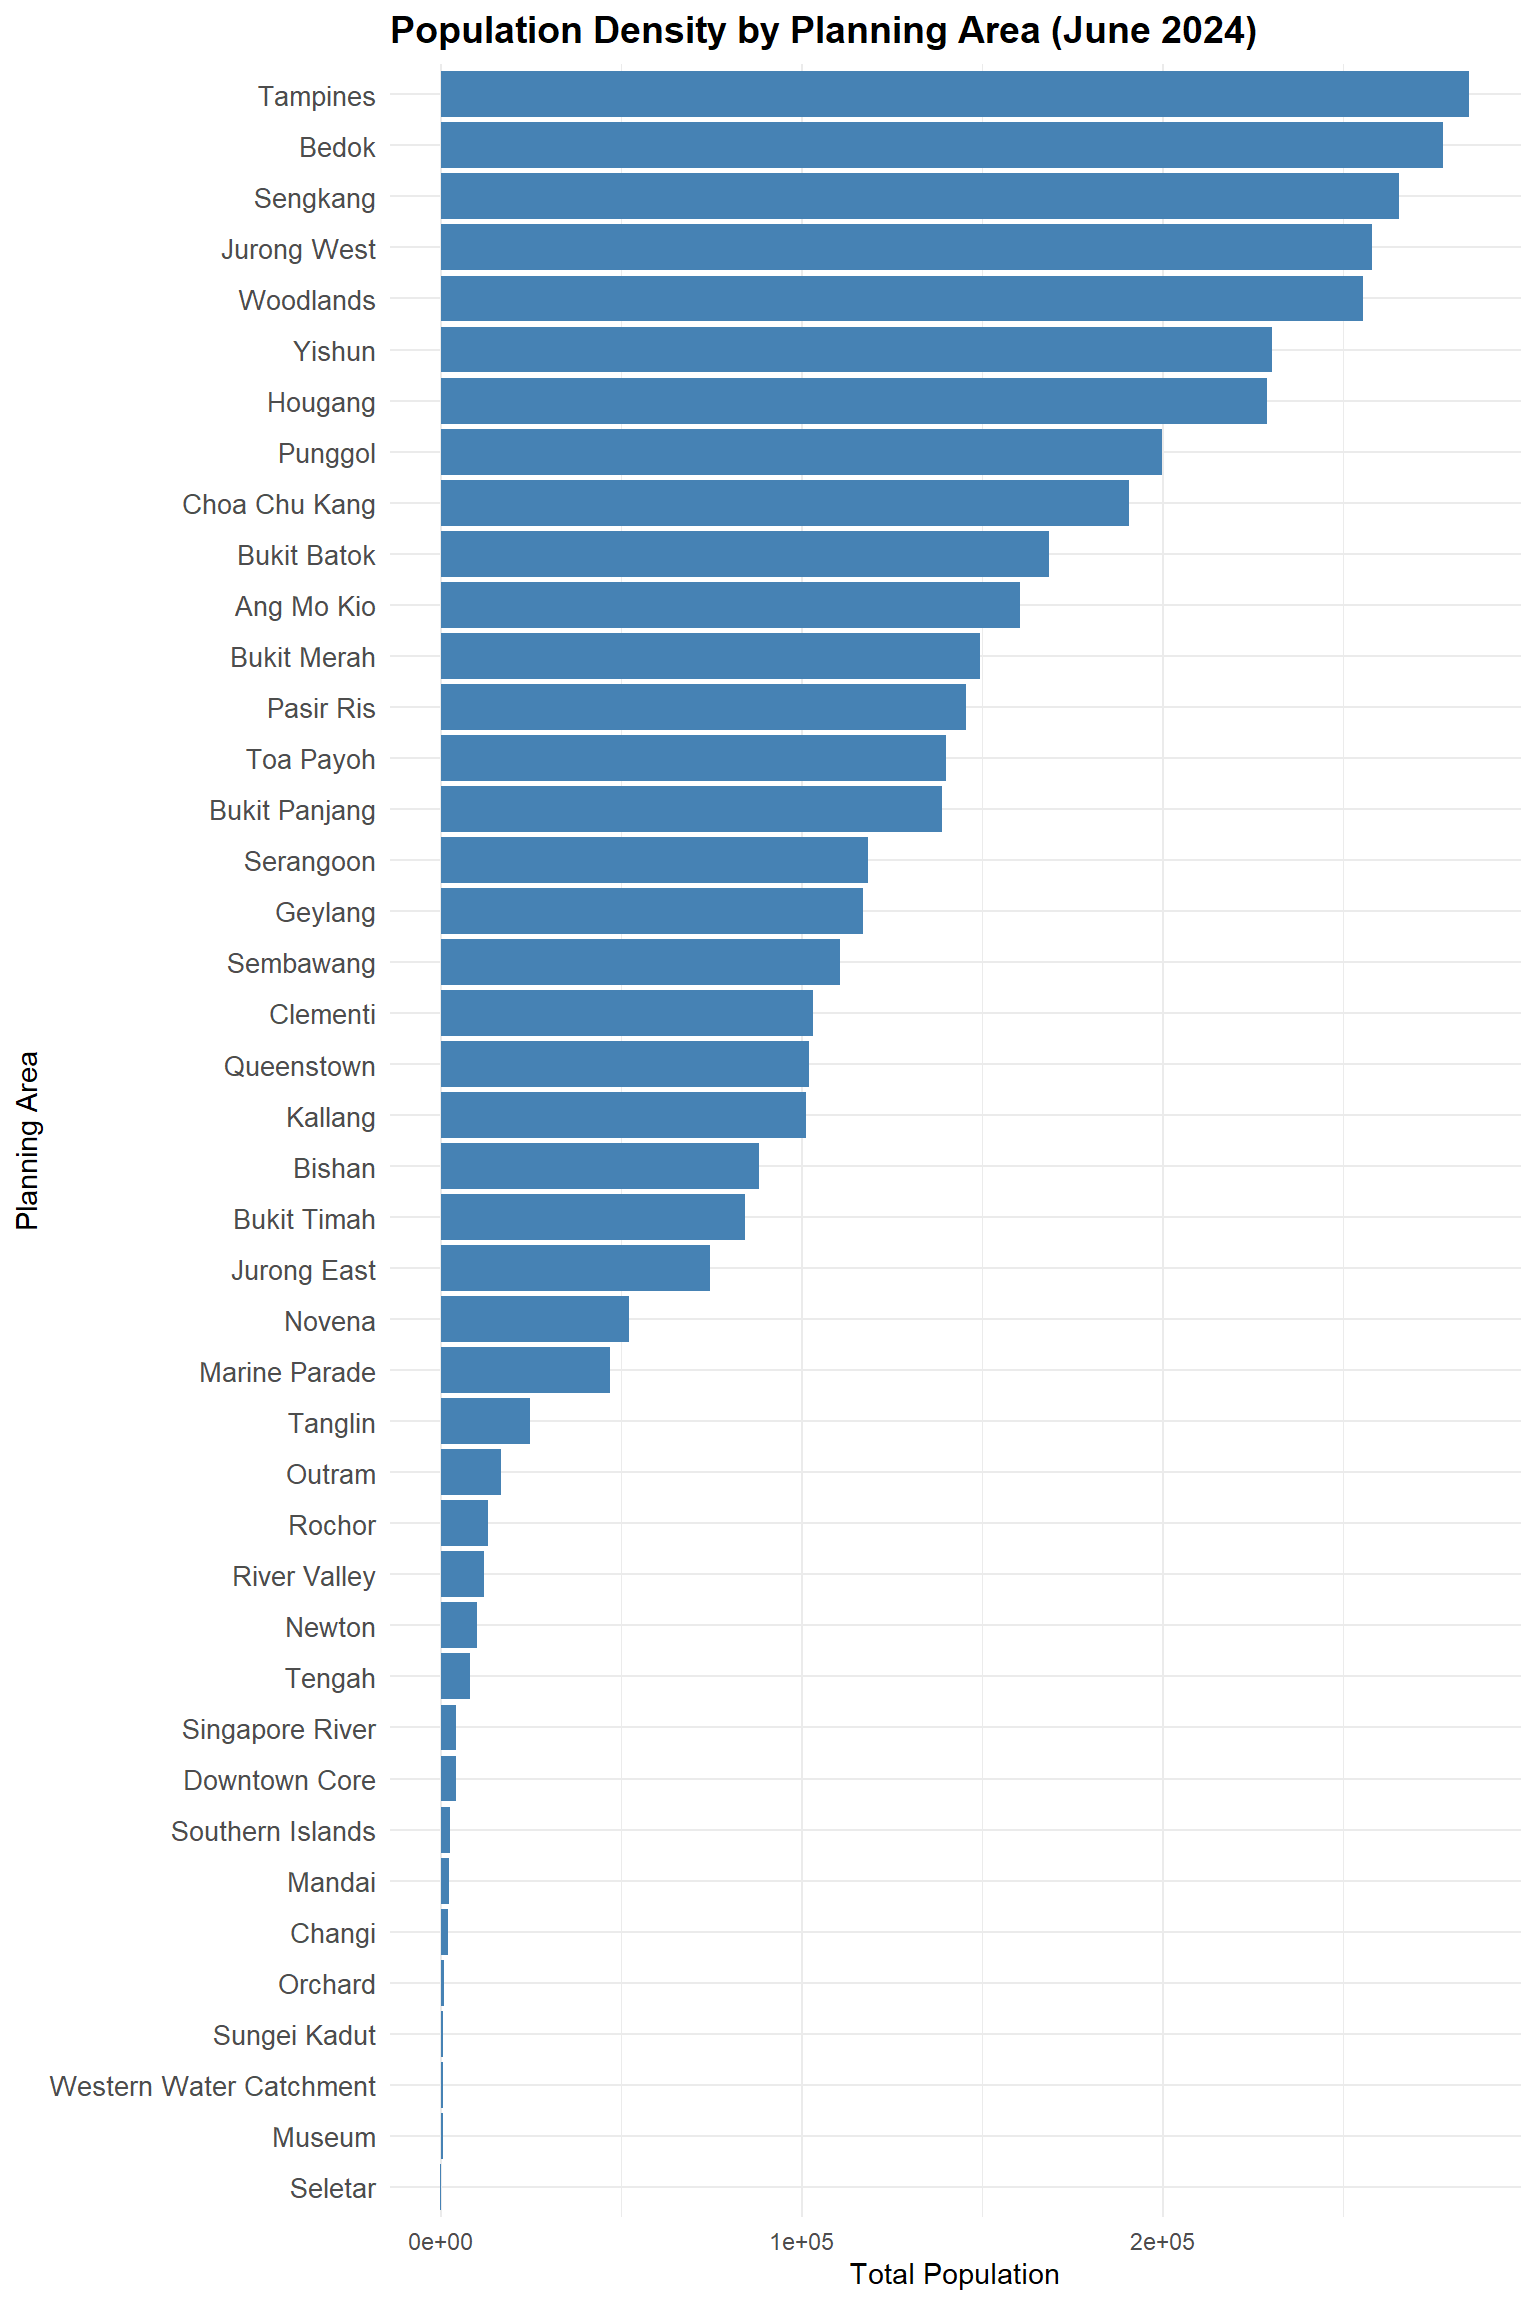 Population Density by Planning Area (June 2024)
Tampines
Bedok
Sengkang
Jurong West
Woodlands
Yishun
Hougang
Punggol
Choa Chu Kang
Bukit Batok
Ang Mo Kio
Bukit Merah
Pasir Ris
Toa Payoh
Bukit Panjang
Serangoon
Geylang
Sembawang
Clementi
Queenstown
Kallang
Bishan
Bukit Timah
Jurong East
Novena
Marine Parade
Tanglin
Outram
Rochor
River Valley
Newton
Tengah
Singapore River
Downtown Core
Southern Islands
Mandai
Changi
Orchard
Sungei Kadut
Western Water Catchment
Museum
Seletar
Planning Area
0e+00 1e+05 2e+05
Total Population